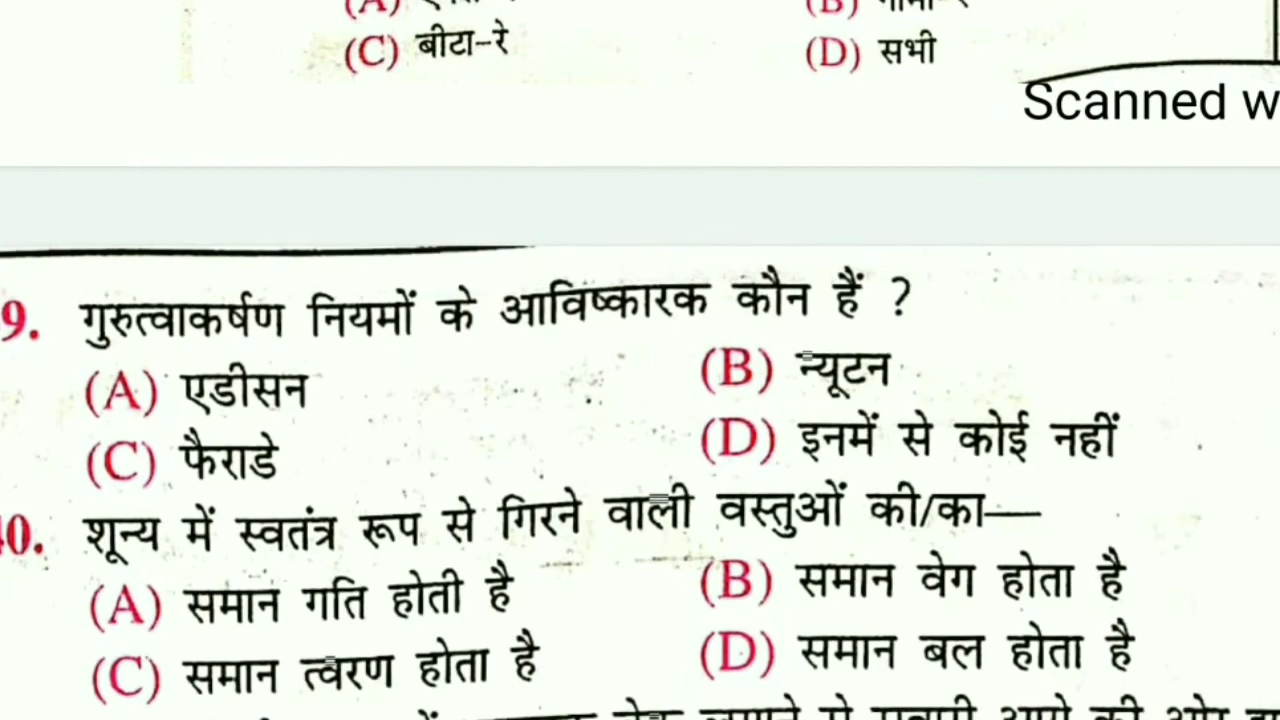 (A)
(B)
(C) बीटा-रे
(D) सभी
Scanned w
9. गुरुत्वाकर्षण नियमों के आविष्कारक कौन हैं ?
(A) एडीसन
(B) न्यूटन
(C) फैराडे
(D) इनमें से कोई नहीं
40. शून्य में स्वतंत्र रूप से गिरने वाली वस्तुओं की/का—
(A) समान गति होती है
(B) समान वेग होता है
(C) समान त्वरण होता है
(D) समान बल होता है